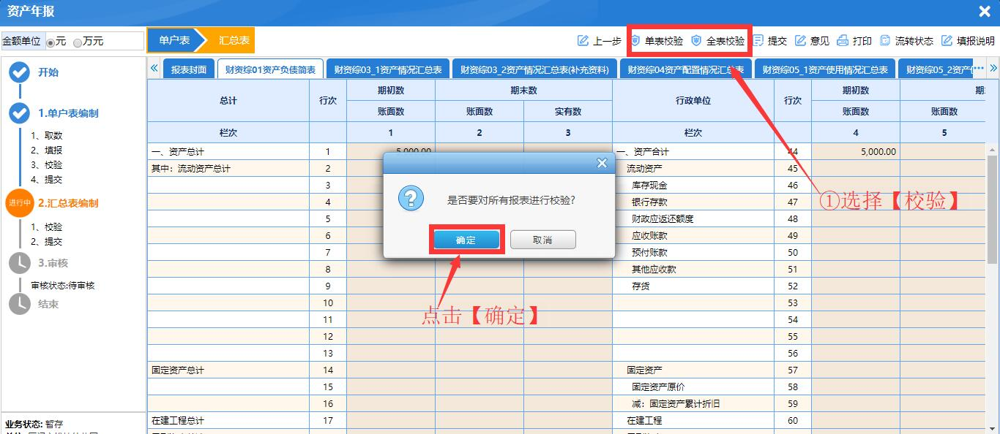 资产年报
金额单位 元 万元
单户表 汇总表
上一步 单表校验 全表校验 提交 意见 打印 流转状态 填报说明
开始
1.单户表编制
1、取数
2、填报
3、校验
4、提交
进行中 2.汇总表编制
1、校验
2、提交
3.审核
审核状态:待审核
结束
业务状态: 暂存
« 报表封面 财资综01资产负债简表 财资综03_1资产情况汇总表 财资综03_2资产情况汇总表(补充资料) 财资综04资产配置情况汇总表 财资综05_1资产使用情况汇总表 财资综05_2资产 ··· »
总计 行次 期初数 期末数 行政单位 行次 期初数 期
账面数 账面数 实有数 账面数 账面数
栏次 1 2 3 栏次 4 5
一、资产总计 1 5,000.00 一、资产合计 44 5,000.00
其中：流动资产总计 2 流动资产 45
3 库存现金 46
4 银行存款 47
5 财政应返还额度 48
6 应收账款 49
7 预付账款 50
8 其他应收款 51
9 存货 52
10 53
11 54
12 55
13 56
固定资产总计 14 固定资产 57
15 固定资产原价 58
16 减：固定资产累计折旧 59
在建工程总计 17 在建工程 60
是否要对所有报表进行校验?
确定 取消
①选择【校验】
点击【确定】